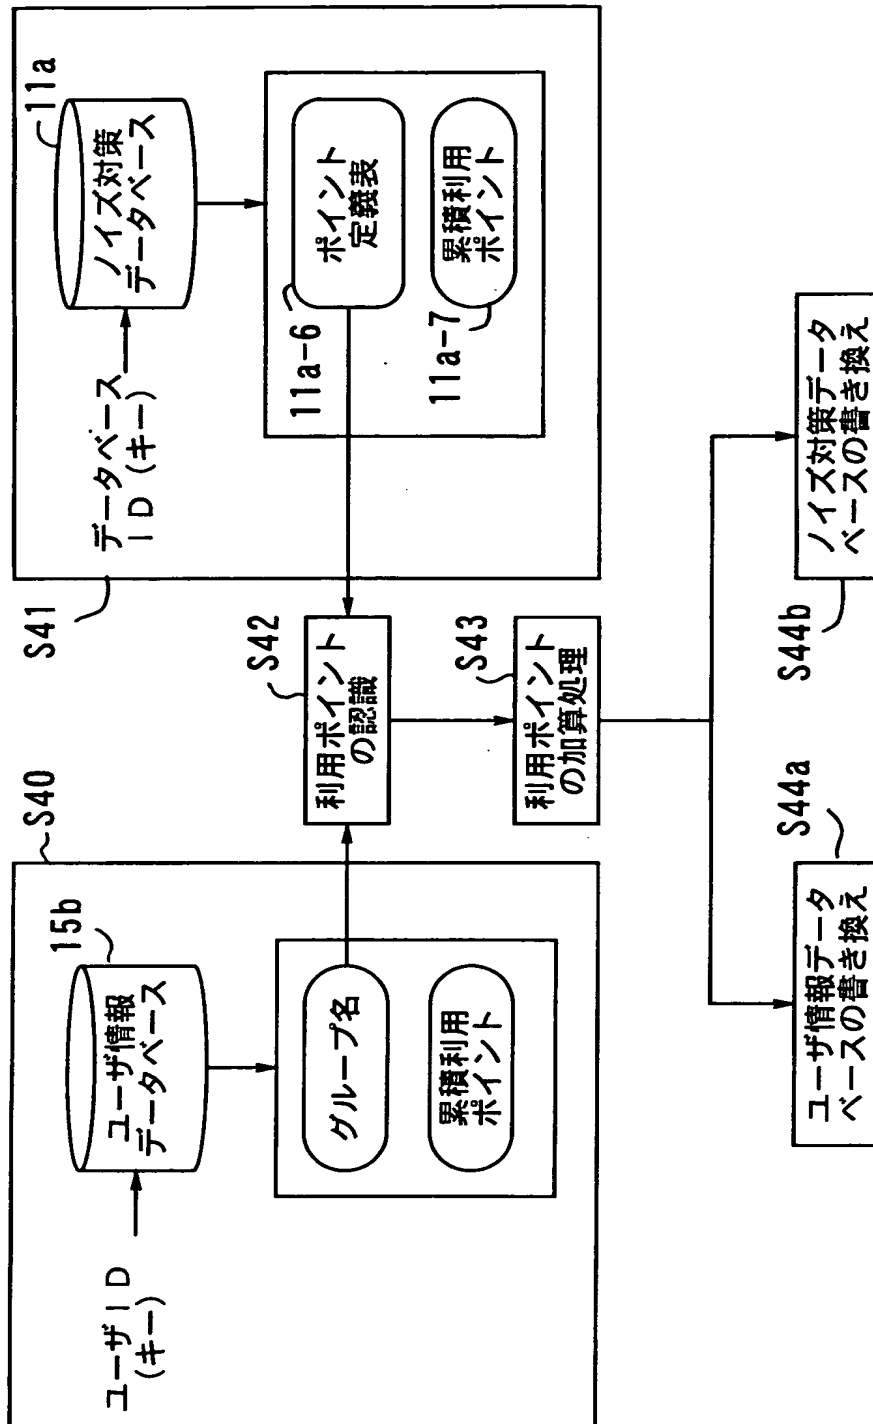 S40
15b
ユーザID
(キー)
ユーザ情報
データベース
グループ名
累積利用
ポイント
S41
11a
データベース
ID(キー)
ノイズ対策
データベース
11a-6
ポイント
定義表
11a-7
累積利用
ポイント
S42
利用ポイント
の認識
S43
利用ポイント
の加算処理
S44a
ユーザ情報データ
ベースの書き換え
S44b
ノイズ対策データ
ベースの書き換え